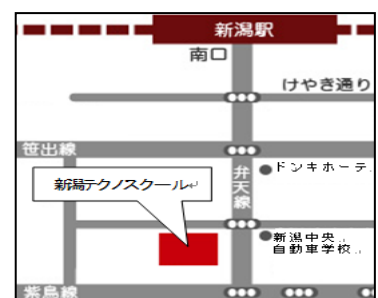 新潟駅
南口
けやき通り
笹出線
弁天線
ドンキホーテ
新潟テクノスクール
新潟中央
自動車学校
紫鳥線